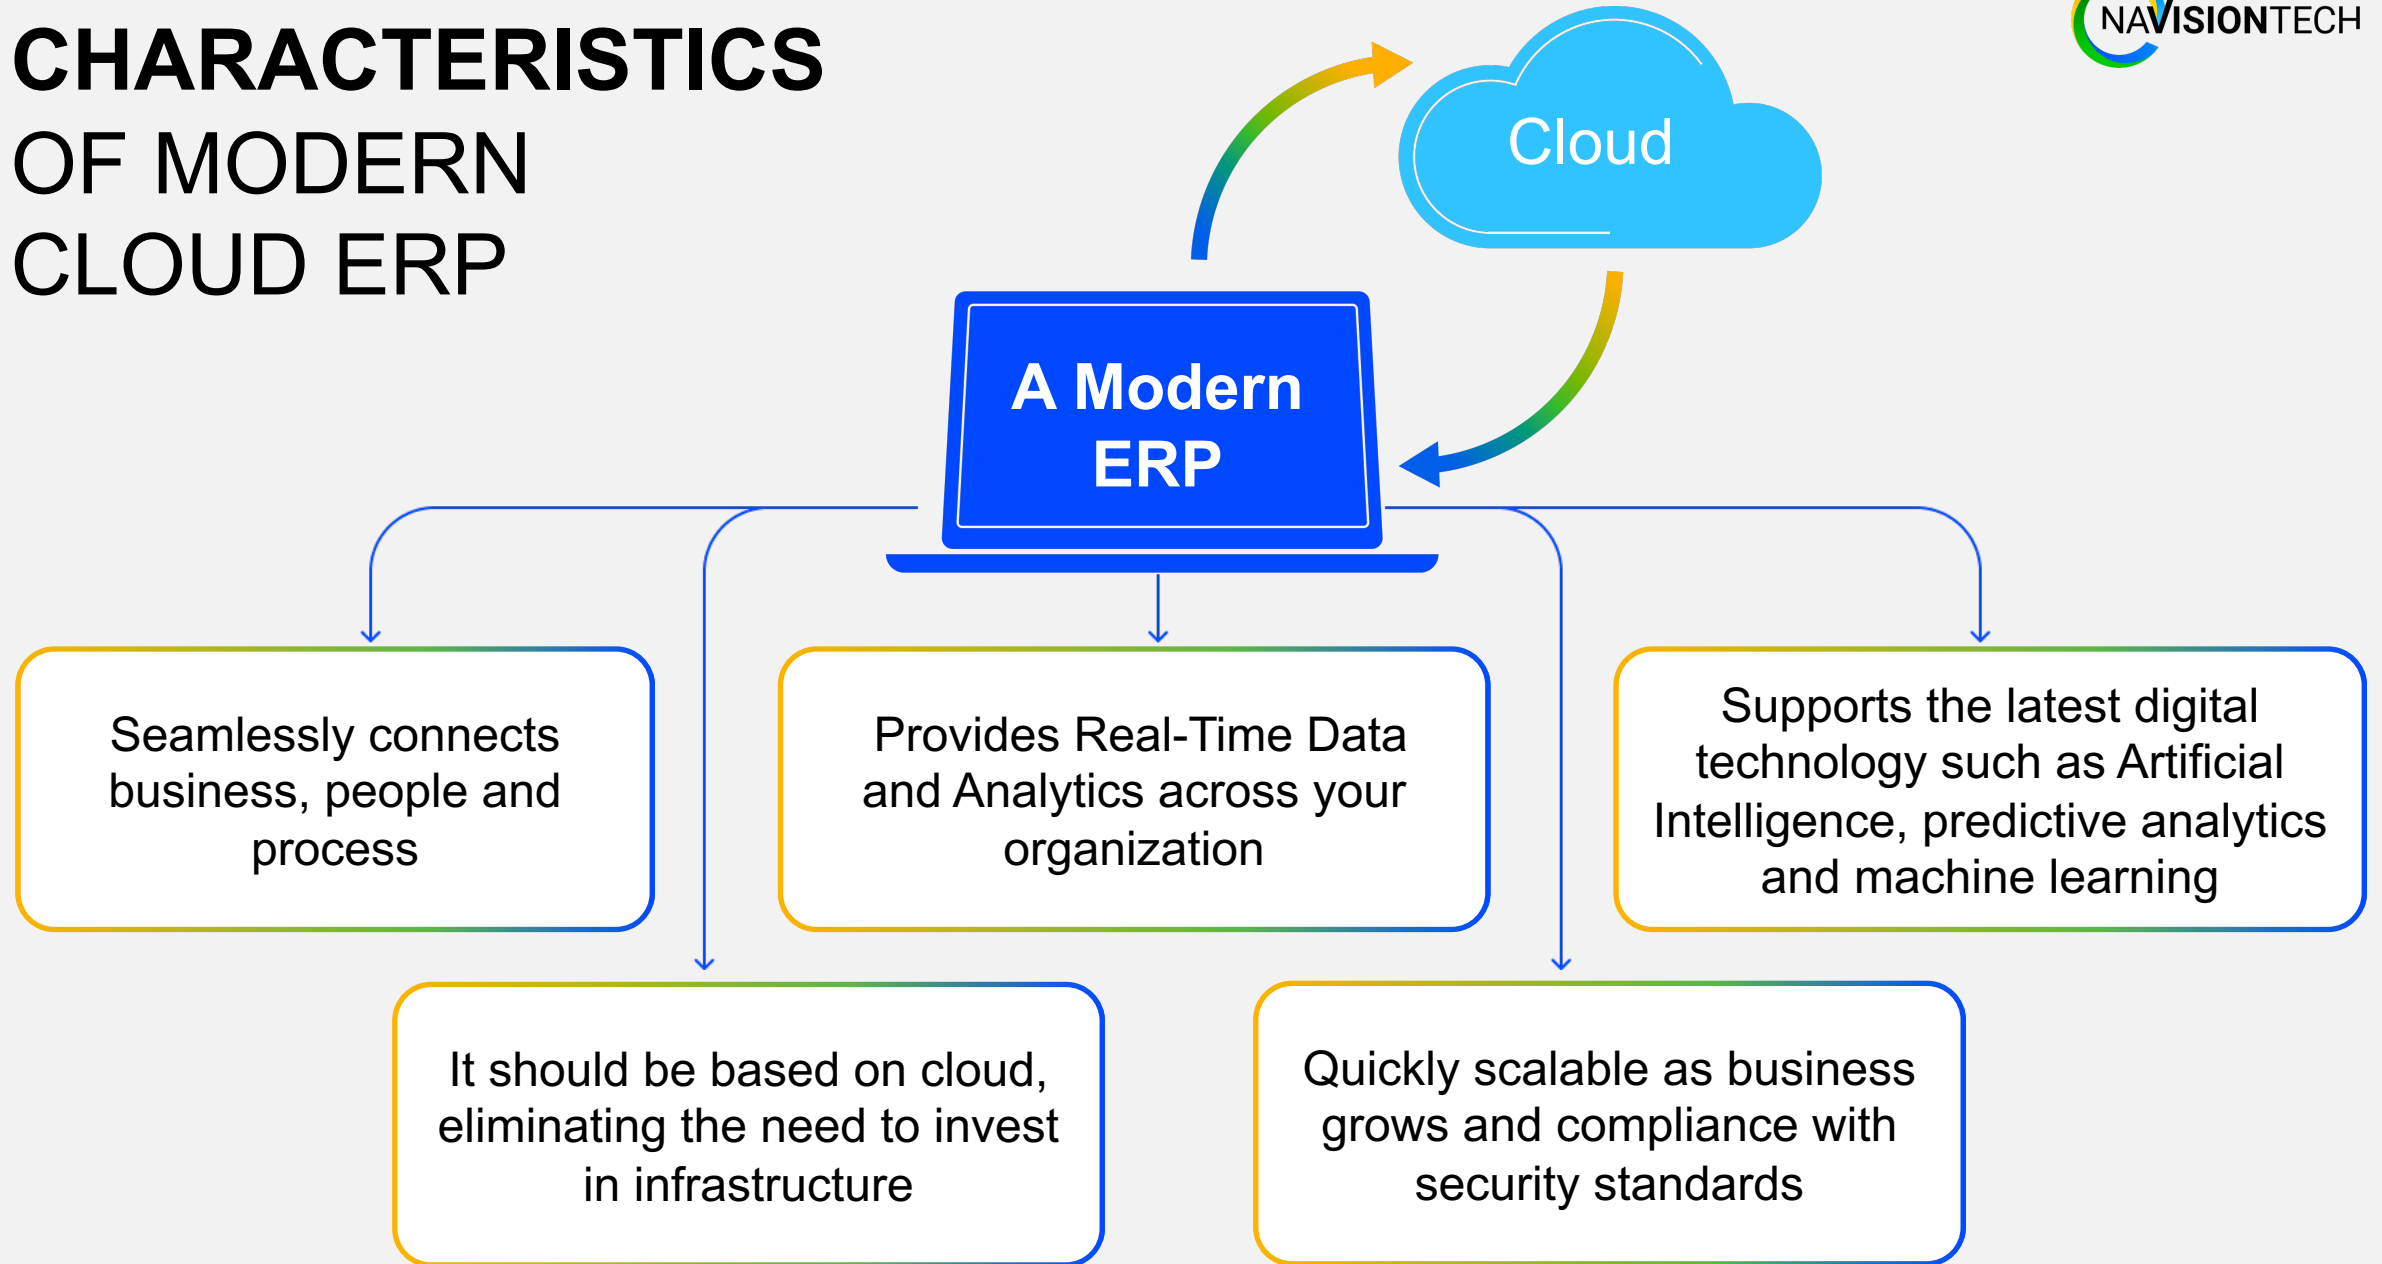 CHARACTERISTICS
OF MODERN
CLOUD ERP
NAVISIONTECH
Cloud
A Modern
ERP
Seamlessly connects
business, people and
process
Provides Real-Time Data
and Analytics across your
organization
Supports the latest digital
technology such as Artificial
Intelligence, predictive analytics
and machine learning
It should be based on cloud,
eliminating the need to invest
in infrastructure
Quickly scalable as business
grows and compliance with
security standards